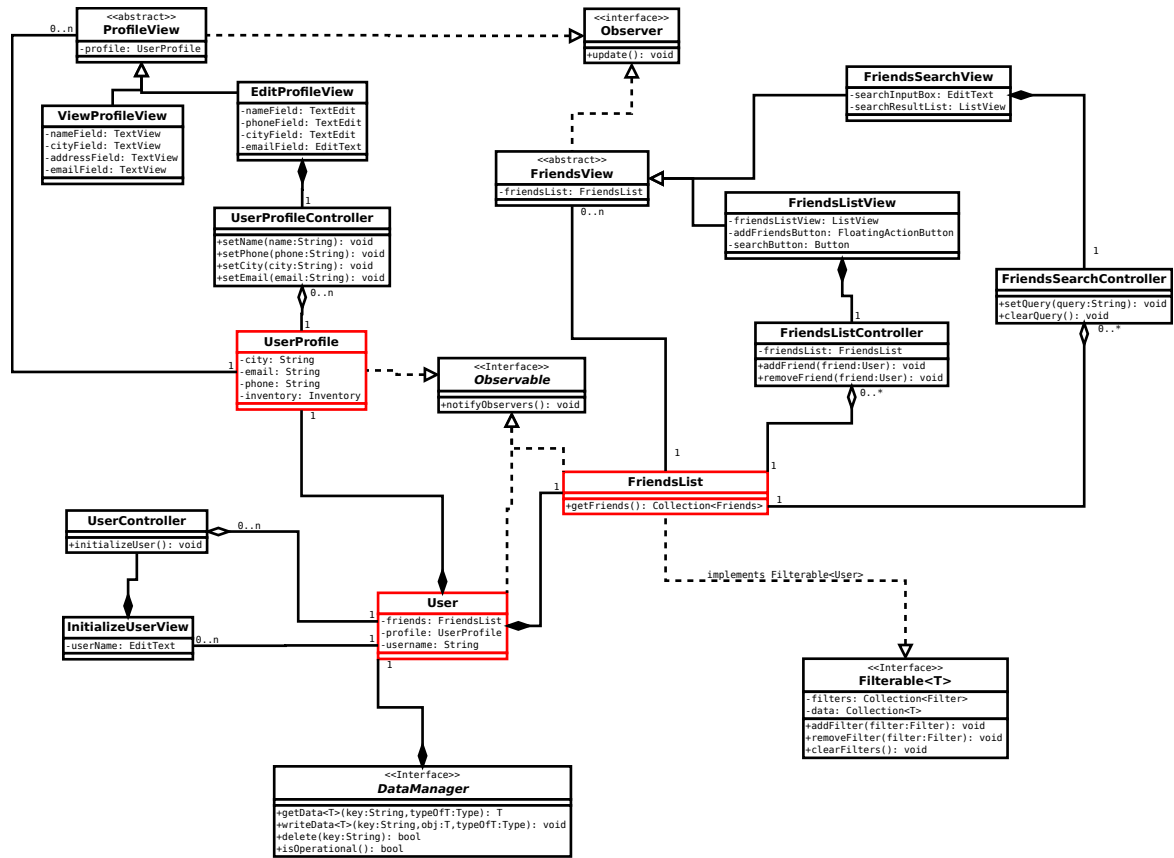 <<abstract>>
ProfileView
-profile: UserProfile
0..n
<<interface>>
Observer
+update(): void
FriendsSearchView
-searchInputBox: EditText
-searchResultList: ListView
EditProfileView
-nameField: TextEdit
-phoneField: TextEdit
-cityField: TextEdit
-emailField: EditText
ViewProfileView
-nameField: TextView
-cityField: TextView
-addressField: TextView
-emailField: TextView
<<abstract>>
FriendsView
-friendsList: FriendsList
0..n
FriendsListView
-friendsListView: ListView
-addFriendsButton: FloatingActionButton
-searchButton: Button
1
UserProfileController
+setName(name:String): void
+setPhone(phone:String): void
+setCity(city:String): void
+setEmail(email:String): void
0..n
1
1
FriendsSearchController
+setQuery(query:String): void
+clearQuery(): void
0..*
1
FriendsListController
-friendsList: FriendsList
+addFriend(friend:User): void
+removeFriend(friend:User): void
0..*
UserProfile
-city: String
-email: String
-phone: String
-inventory: Inventory
1
1
<<Interface>>
Observable
+notifyObservers(): void
1
1
1
1
FriendsList
+getFriends(): Collection<Friends>
UserController
+initializeUser(): void
0..n
implements Filterable<User>
User
-friends: FriendsList
-profile: UserProfile
-username: String
1
1
1
InitializeUserView
-userName: EditText
0..n
<<Interface>>
Filterable<T>
-filters: Collection<Filter>
-data: Collection<T>
+addFilter(filter:Filter): void
+removeFilter(filter:Filter): void
+clearFilters(): void
<<Interface>>
DataManager
+getData<T>(key:String,typeOfT:Type): T
+writeData<T>(key:String,obj:T,typeOfT:Type): void
+delete(key:String): bool
+isOperational(): bool